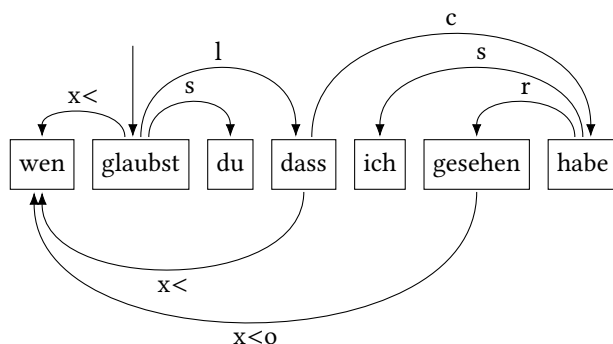 c
l
s
s
r
x<
wen glaubst du dass ich gesehen habe
x<
x<o